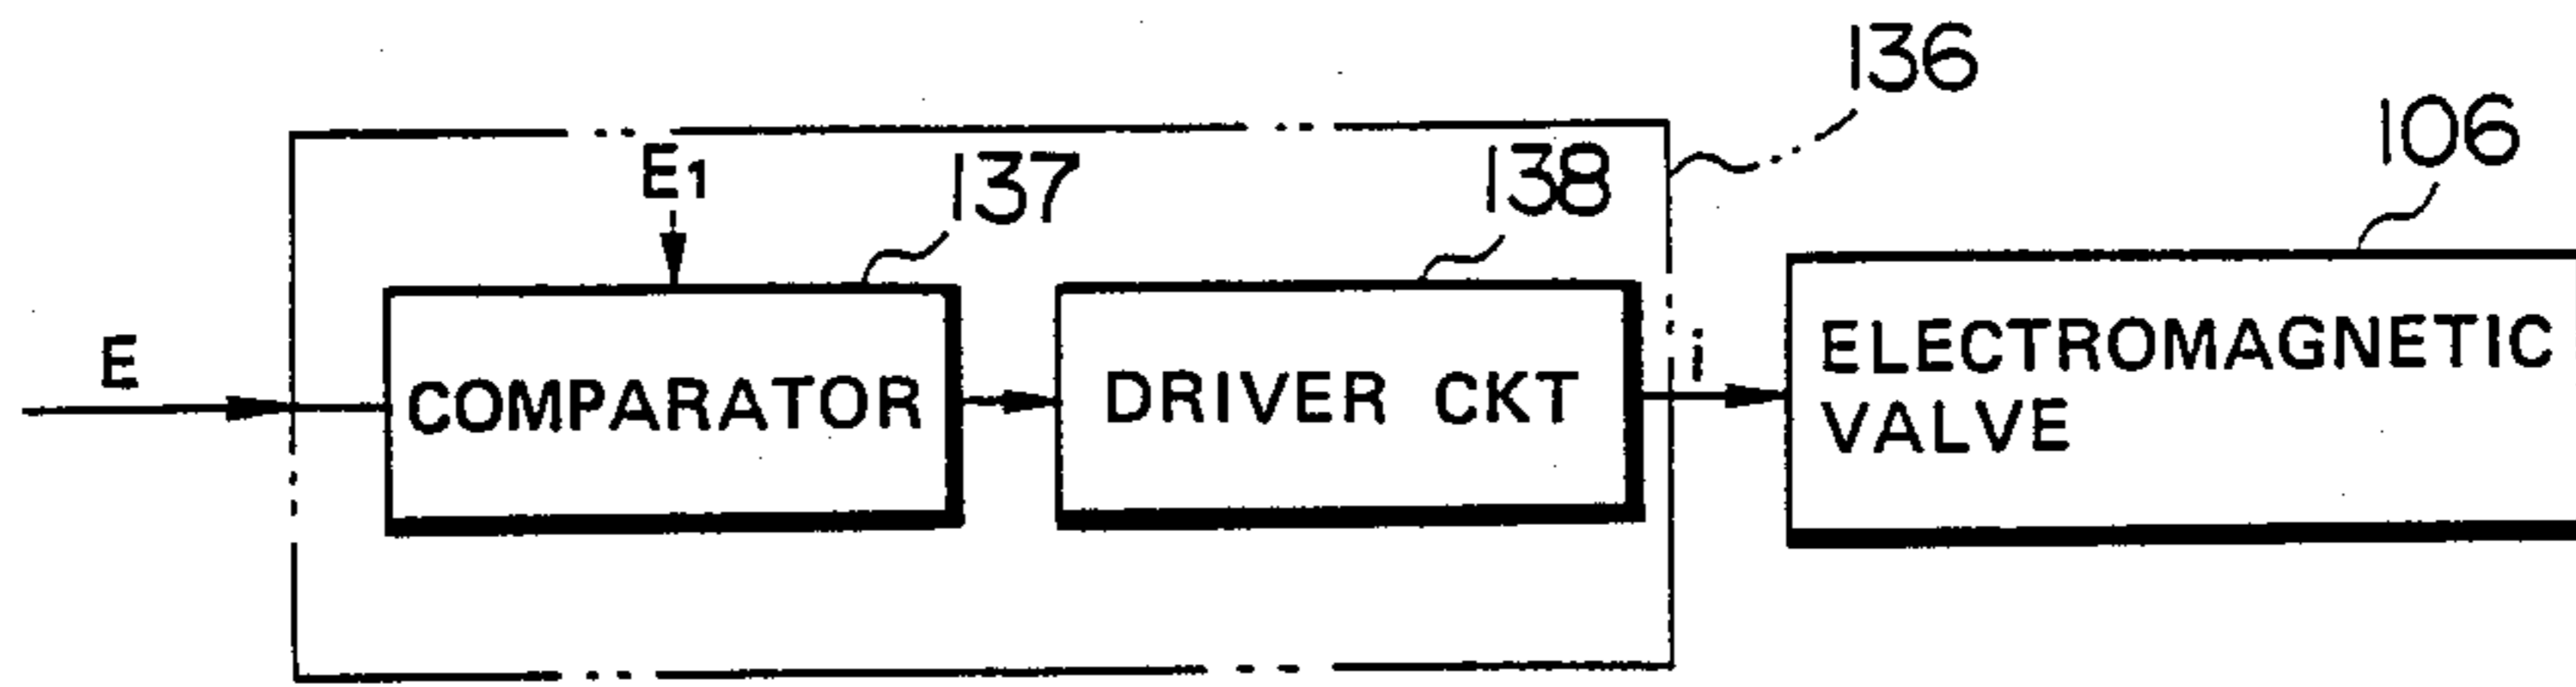 136
106
E1
137
138
E
COMPARATOR
DRIVER CKT
i
ELECTROMAGNETIC
VALVE